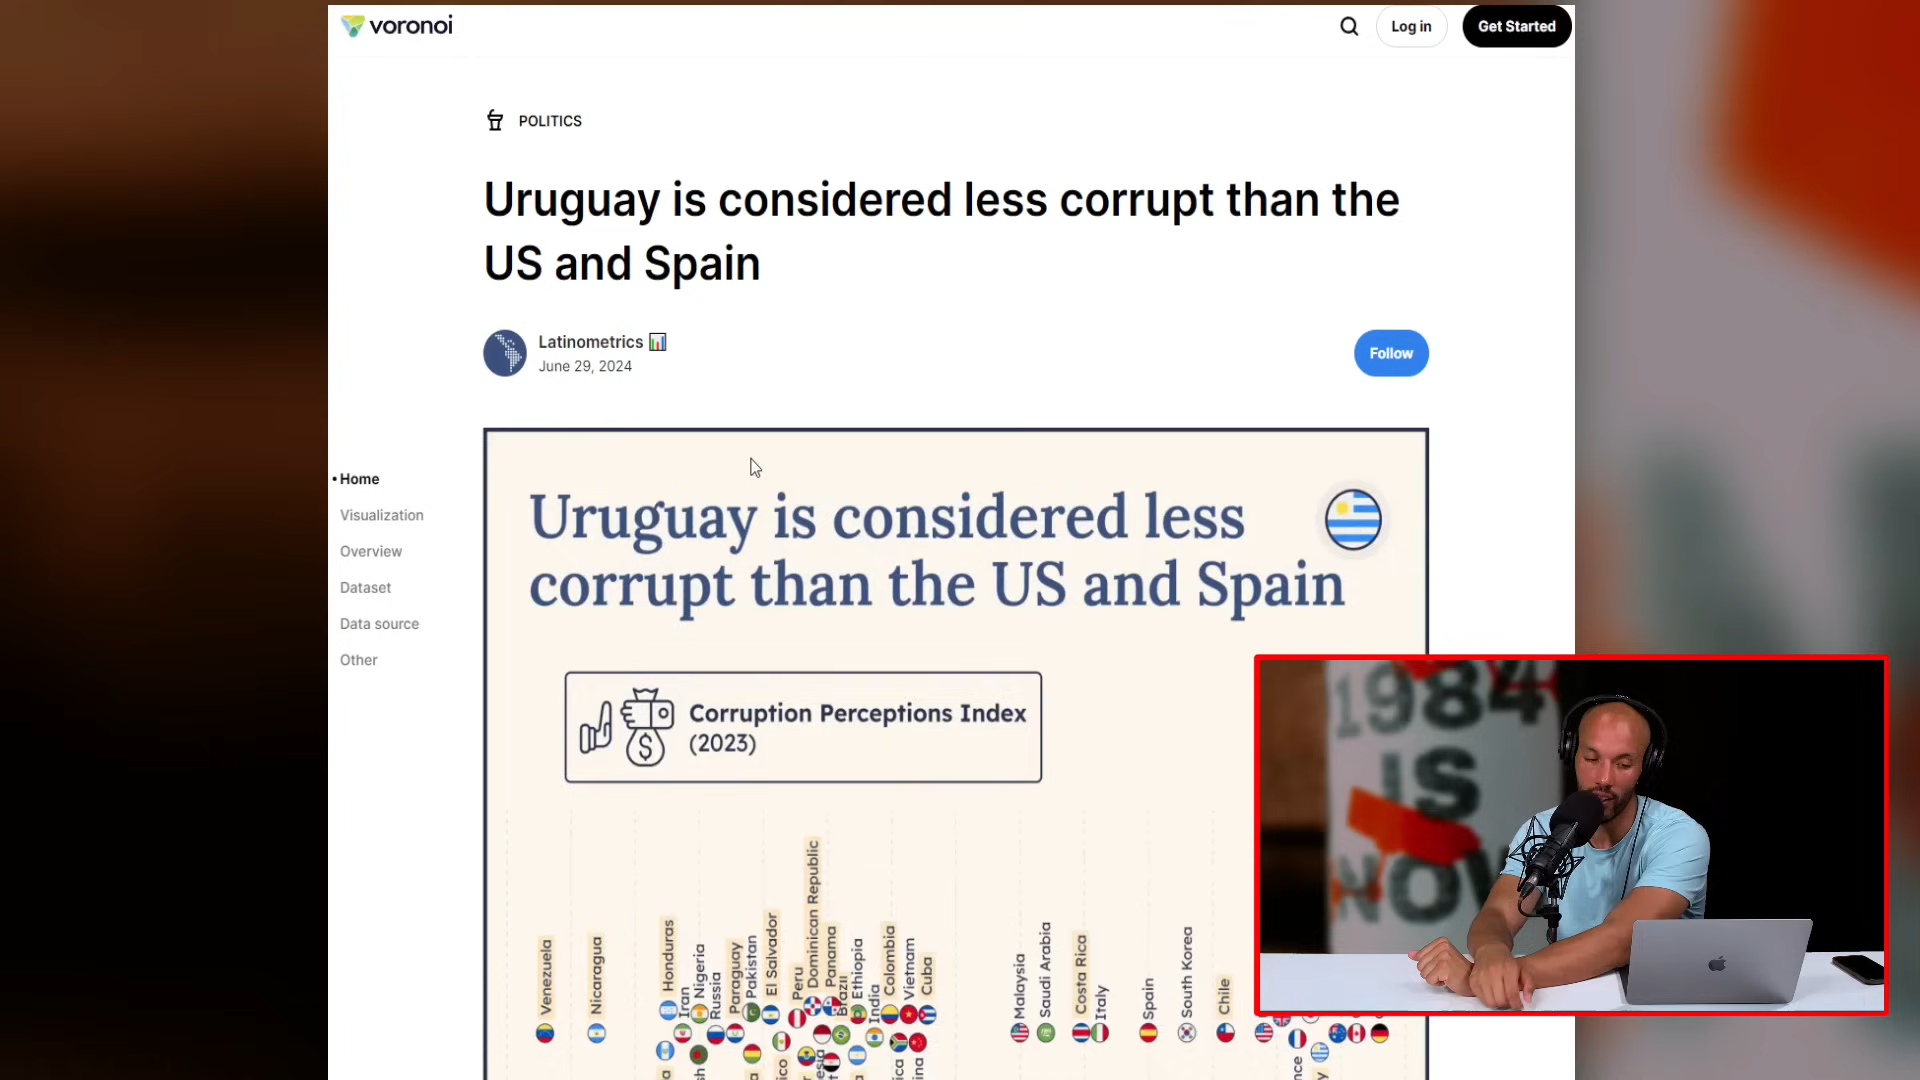 voronoi
Log in
Get Started
POLITICS
Uruguay is considered less corrupt than the
US and Spain
Latinometrics
June 29, 2024
Follow
• Home
Visualization
Overview
Dataset
Data source
Other
Uruguay is considered less
corrupt than the US and Spain
Corruption Perceptions Index
(2023)
$
Venezuela
Nicaragua
Honduras
Iran
Nigeria
Russia
Paraguay
Pakistan
El Salvador
Peru
Dominican Republic
Panama
Brazil
Ethiopia
India
Colombia
Vietnam
Cuba
Malaysia
Saudi Arabia
Costa Rica
Italy
Spain
South Korea
Chile
1984
IS
NOW